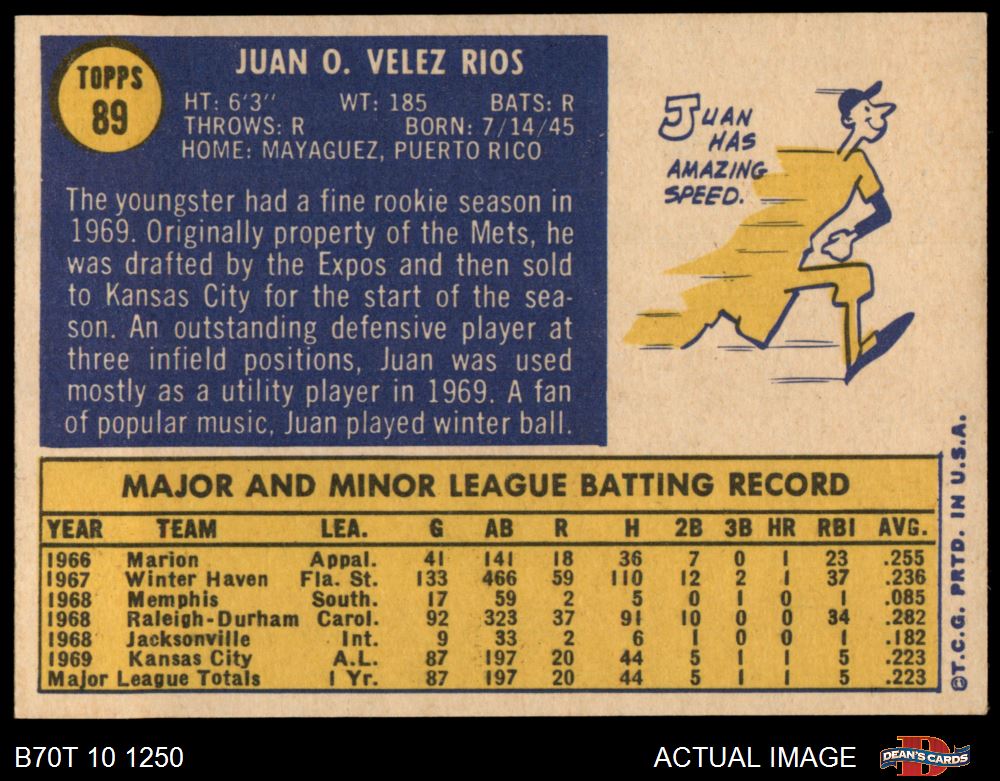 TOPPS
89
JUAN O. VELEZ RIOS
HT: 6'3" WT: 185 BATS: R
THROWS: R BORN: 7/14/45
HOME: MAYAGUEZ, PUERTO RICO
The youngster had a fine rookie season in
1969. Originally property of the Mets, he
was drafted by the Expos and then sold
to Kansas City for the start of the sea-
son. An outstanding defensive player at
three infield positions, Juan was used
mostly as a utility player in 1969. A fan
of popular music, Juan played winter ball.
JUAN
HAS
AMAZING
SPEED.
MAJOR AND MINOR LEAGUE BATTING RECORD
YEAR TEAM LEA. G AB R H 2B 3B HR RBI AVG.
1966 Marion Appal. 41 141 18 36 7 0 1 23 .255
1967 Winter Haven Fla. St. 133 466 59 110 12 2 1 37 .236
1968 Memphis South. 17 59 2 5 0 1 0 1 .085
1968 Raleigh-Durham Carol. 92 323 37 91 10 0 0 34 .282
1968 Jacksonville Int. 9 33 2 6 1 0 0 1 .182
1969 Kansas City A.L. 87 197 20 44 5 1 1 5 .223
Major League Totals 1 Yr. 87 197 20 44 5 1 1 5 .223
©T.C.G. PRTD. IN U.S.A.
B70T 10 1250
ACTUAL IMAGE
D
DEAN'S CARDS